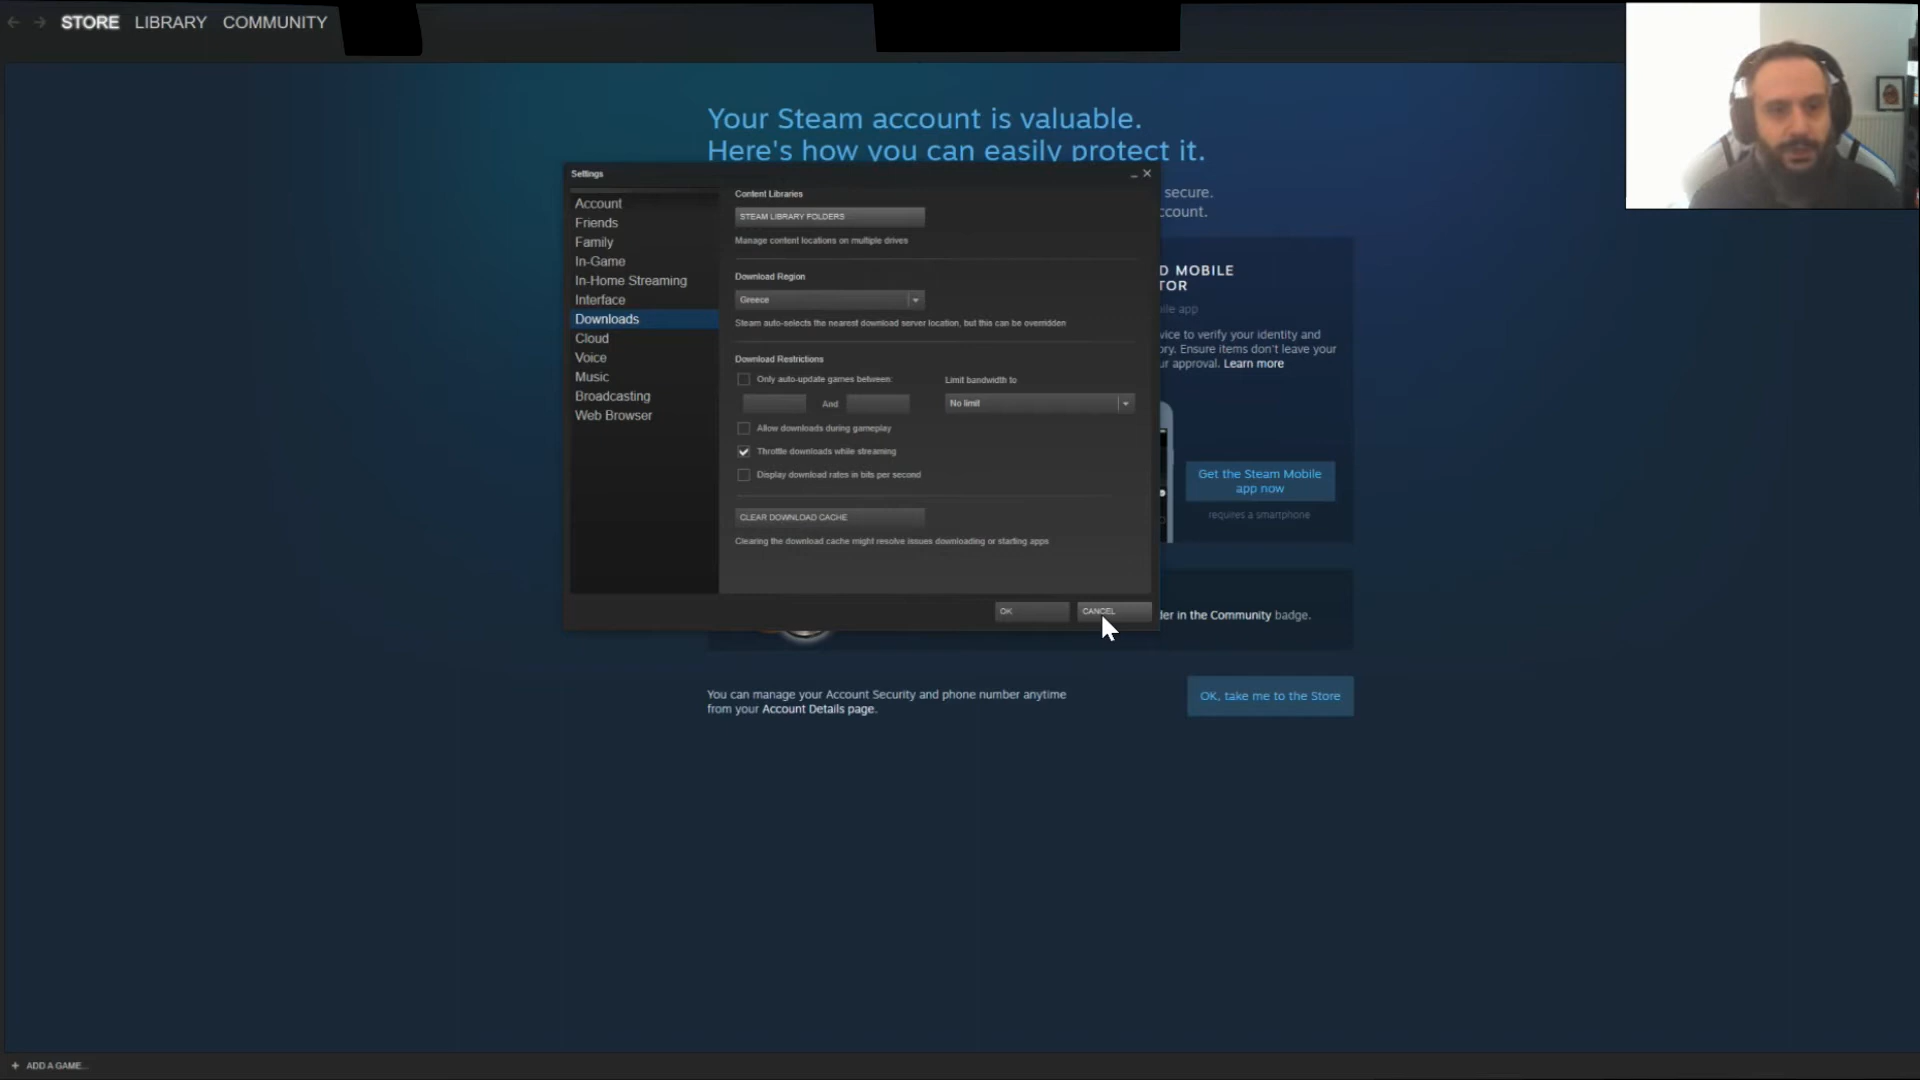 STORE LIBRARY COMMUNITY
Your Steam account is valuable.
Here's how you can easily protect it.
secure.
Settings
Account
Friends
Family
In-Game
In-Home Streaming
Interface
Downloads
Cloud
Voice
Music
Broadcasting
Web Browser
Content Libraries
STEAM LIBRARY FOLDERS
Manage content locations on multiple drives
Download Region
Greece
Steam auto-selects the nearest download server location, but this can be overridden
Download Restrictions
Only auto-update games between:
And
Limit bandwidth to
No limit
Allow downloads during gameplay
Throttle downloads while streaming
Display download rates in bits per second
CLEAR DOWNLOAD CACHE
Clearing the download cache might resolve issues downloading or starting apps
OK
CANCEL
MOBILE
app
to verify your identity and
Ensure items don't leave your
approval. Learn more
Get the Steam Mobile
app now
requires a smartphone
in the Community badge.
You can manage your Account Security and phone number anytime
from your Account Details page.
OK, take me to the Store
+ ADD A GAME...